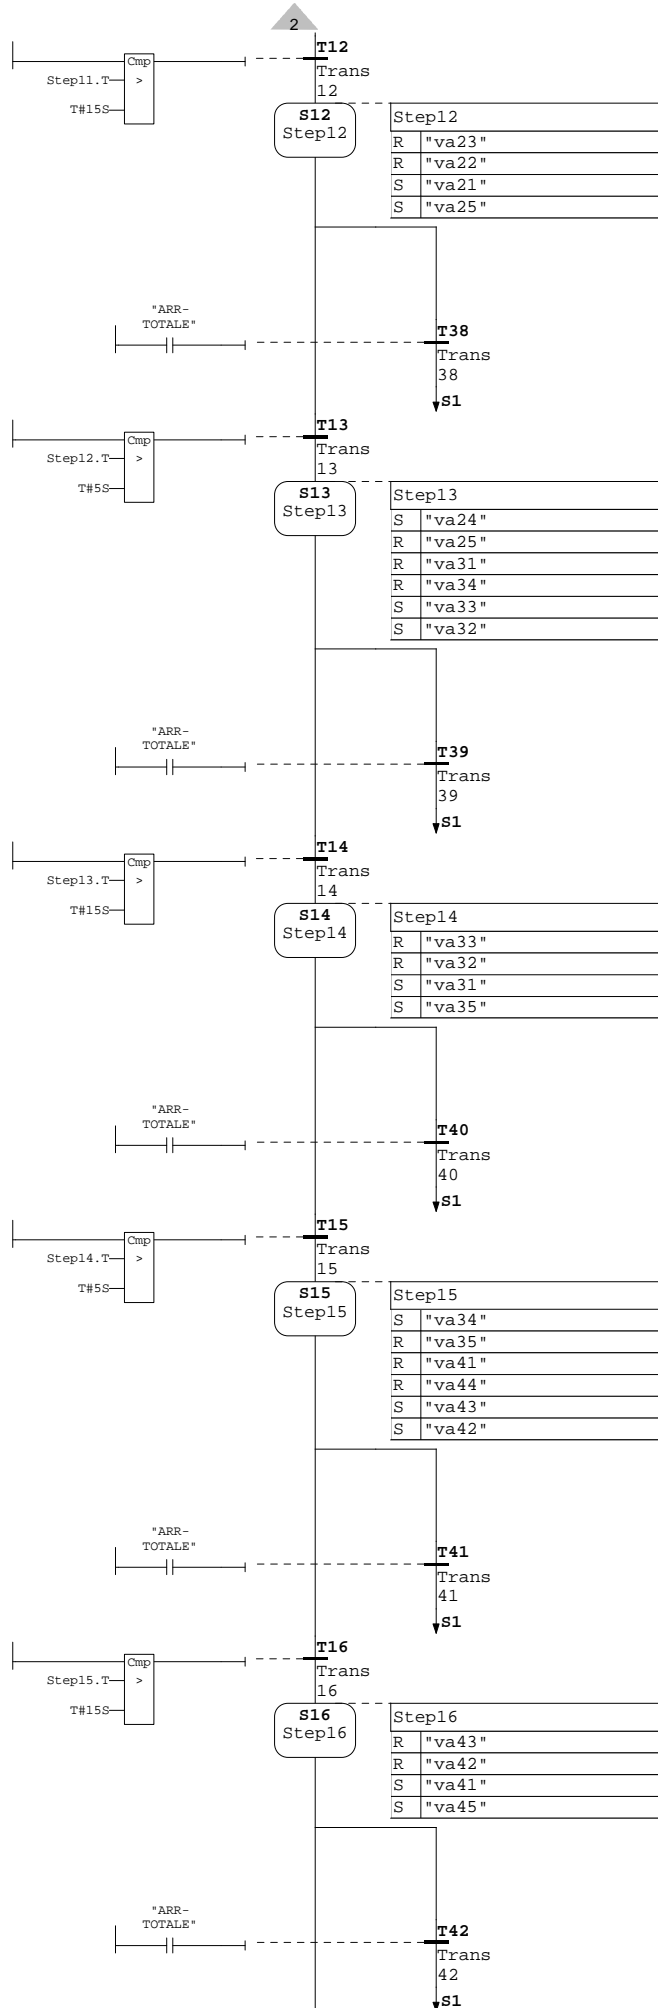 2
T12
Cmp
Trans
Step11.T
>
12
T#15S
S12
Step12
Step12
R "va23"
R "va22"
S "va21"
S "va25"
"ARR-
TOTALE"
T38
Trans
38
S1
T13
Cmp
Trans
Step12.T
>
13
T#5S
S13
Step13
Step13
S "va24"
R "va25"
R "va31"
R "va34"
S "va33"
S "va32"
"ARR-
TOTALE"
T39
Trans
39
S1
T14
Cmp
Trans
Step13.T
>
14
T#15S
S14
Step14
Step14
R "va33"
R "va32"
S "va31"
S "va35"
"ARR-
TOTALE"
T40
Trans
40
S1
T15
Cmp
Trans
Step14.T
>
15
T#5S
S15
Step15
Step15
S "va34"
R "va35"
R "va41"
R "va44"
S "va43"
S "va42"
"ARR-
TOTALE"
T41
Trans
41
S1
T16
Cmp
Trans
Step15.T
>
16
T#15S
S16
Step16
Step16
R "va43"
R "va42"
S "va41"
S "va45"
"ARR-
TOTALE"
T42
Trans
42
S1